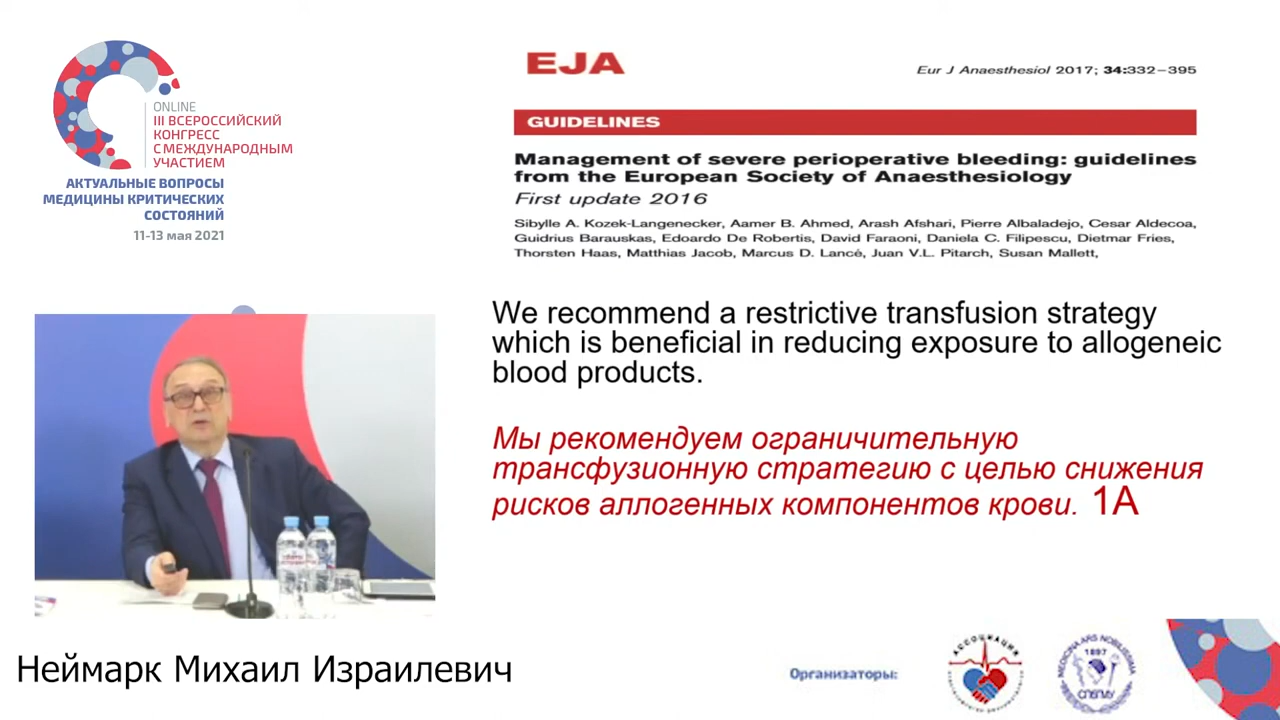 ONLINE
III ВСЕРОССИЙСКИЙ
КОНГРЕСС
С МЕЖДУНАРОДНЫМ
УЧАСТИЕМ
АКТУАЛЬНЫЕ ВОПРОСЫ
МЕДИЦИНЫ КРИТИЧЕСКИХ
СОСТОЯНИЙ
11-13 мая 2021
EJA
Eur J Anaesthesiol 2017; 34:332–395
GUIDELINES
Management of severe perioperative bleeding: guidelines
from the European Society of Anaesthesiology
First update 2016
Sibylle A. Kozek-Langenecker, Aamer B. Ahmed, Arash Afshari, Pierre Albaladejo, Cesar Aldecoa,
Guidrius Barauskas, Edoardo De Robertis, David Faraoni, Daniela C. Filipescu, Dietmar Fries,
Thorsten Haas, Matthias Jacob, Marcus D. Lancé, Juan V.L. Pitarch, Susan Mallett,
We recommend a restrictive transfusion strategy
which is beneficial in reducing exposure to allogeneic
blood products.
Мы рекомендуем ограничительную
трансфузионную стратегию с целью снижения
рисков аллогенных компонентов крови. 1A
Неймарк Михаил Израилевич
Организаторы:
АССОЦИАЦИЯ
MEDICINA ARS NOBILISSIMA
1897
СПбГМУ